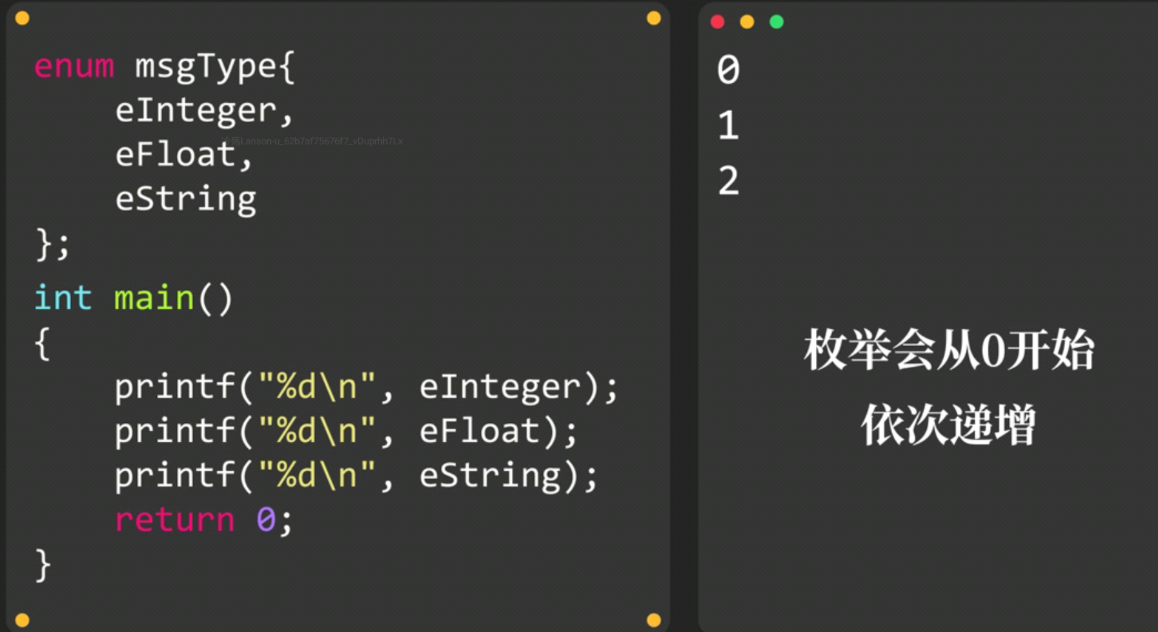 enum msgType{
    eInteger,
    eFloat,
    eString
};
int main()
{
    printf("%d\n", eInteger);
    printf("%d\n", eFloat);
    printf("%d\n", eString);
    return 0;
}
0
1
2
枚举会从0开始
依次递增